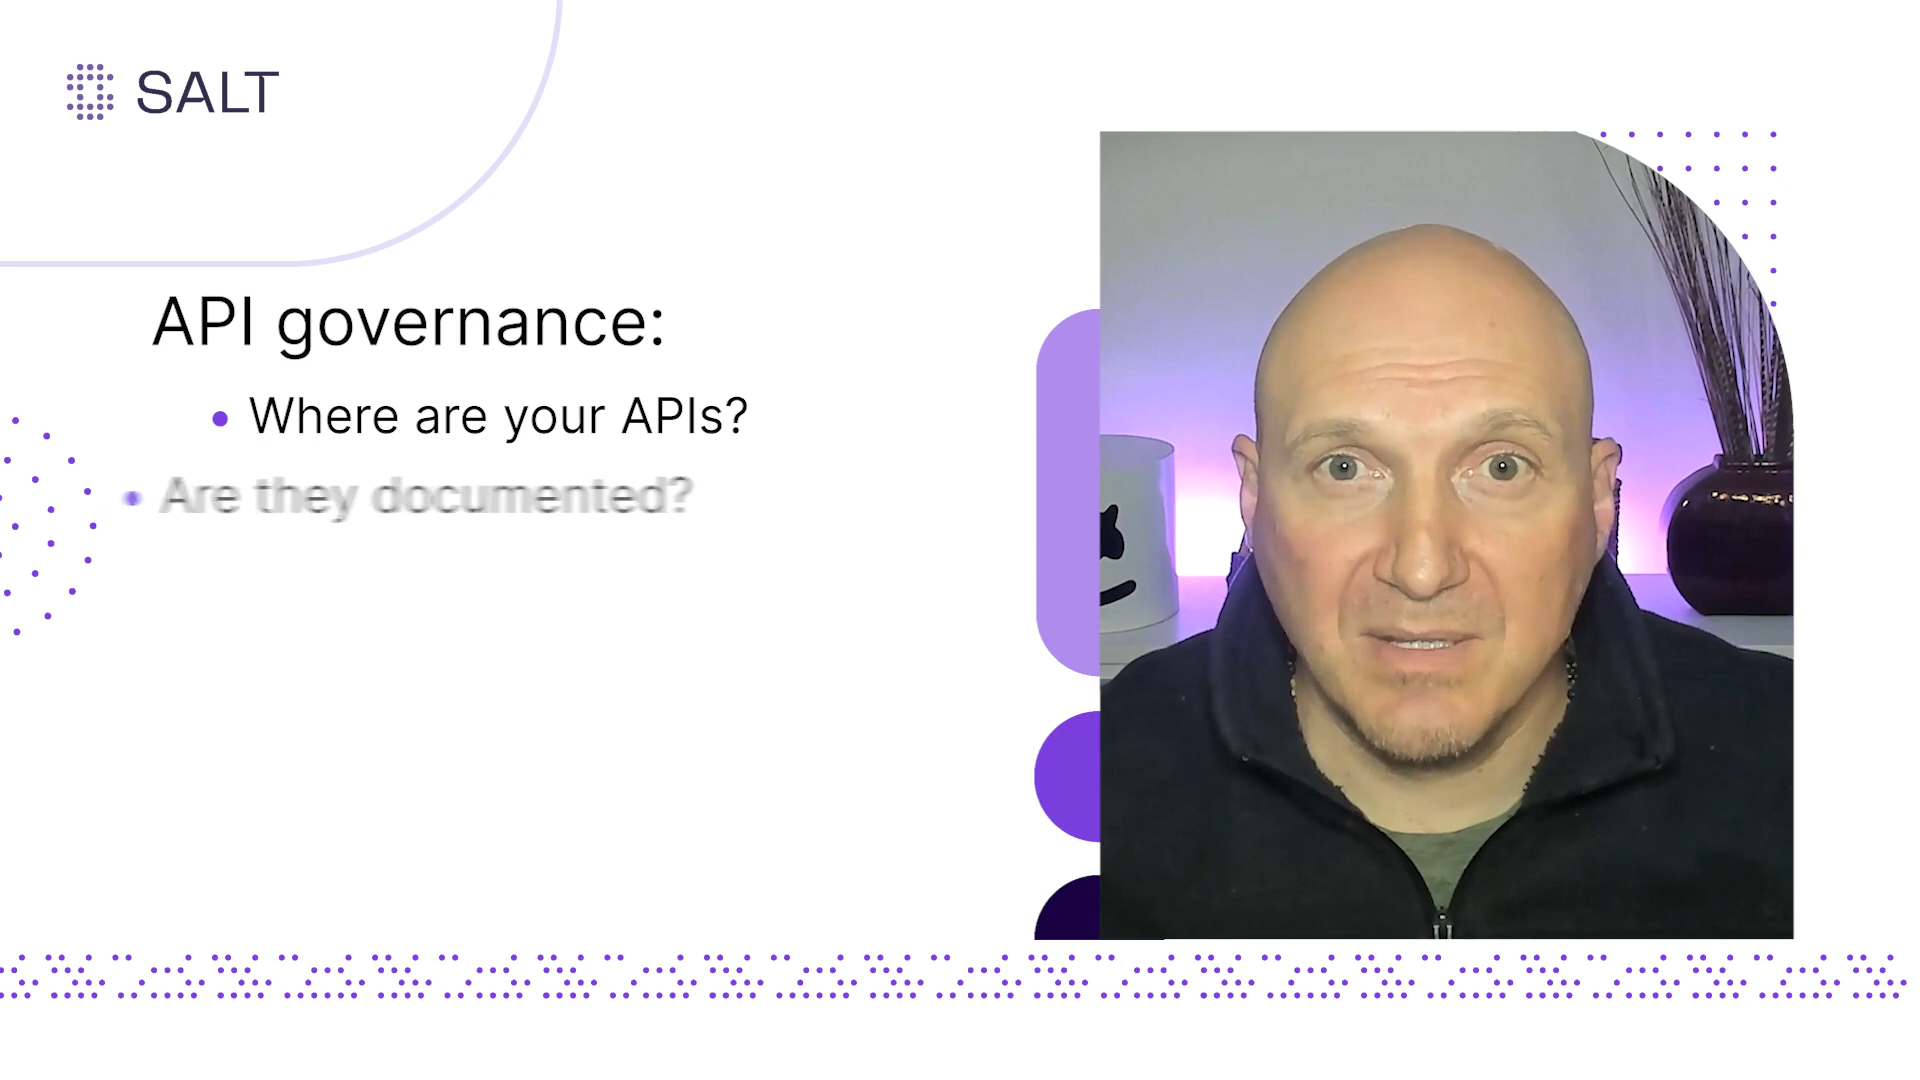 SALT
API governance:
• Where are your APIs?
• Are they documented?